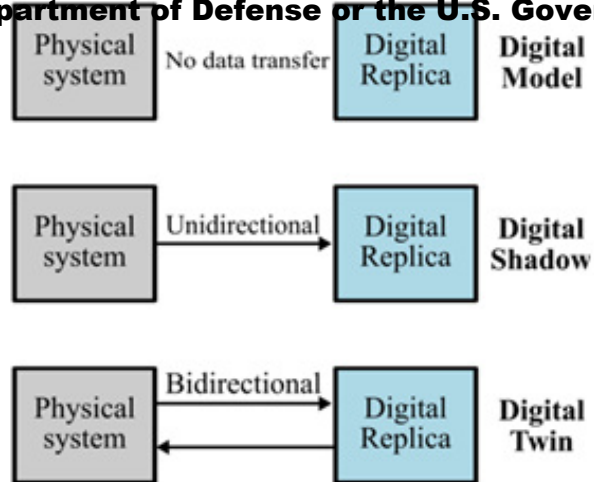 partment of Defense or the U.S. Gove
Physical
system
No data transfer
Digital
Replica
Digital
Model
Physical
system
Unidirectional
Digital
Replica
Digital
Shadow
Physical
system
Bidirectional
Digital
Replica
Digital
Twin